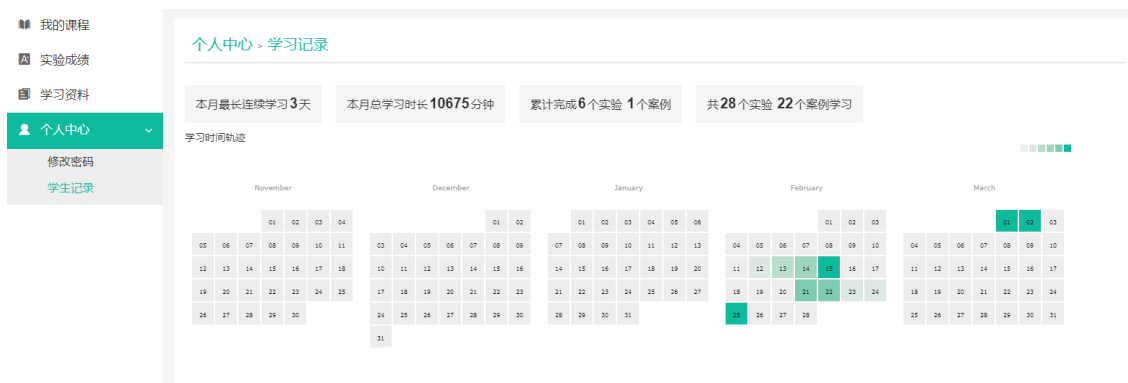 我的课程
实验成绩
学习资料
个人中心
修改密码
学生记录
个人中心 > 学习记录
本月最长连续学习3天 本月总学习时长10675分钟 累计完成6个实验 1个案例 共28个实验 22个案例学习
学习时间轨迹
November December January February March
01 02 03 04 01 02 01 02 03 04 05 06 01 02 03 01 02 03
05 06 07 08 09 10 11 03 04 05 06 07 08 09 07 08 09 10 11 12 13 04 05 06 07 08 09 10 04 05 06 07 08 09 10
12 13 14 15 16 17 18 10 11 12 13 14 15 16 14 15 16 17 18 19 20 11 12 13 14 15 16 17 11 12 13 14 15 16 17
19 20 21 22 23 24 25 17 18 19 20 21 22 23 21 22 23 24 25 26 27 18 19 20 21 22 23 24 18 19 20 21 22 23 24
26 27 28 29 30 24 25 26 27 28 29 30 28 29 30 31 25 26 27 28 25 26 27 28 29 30 31
31